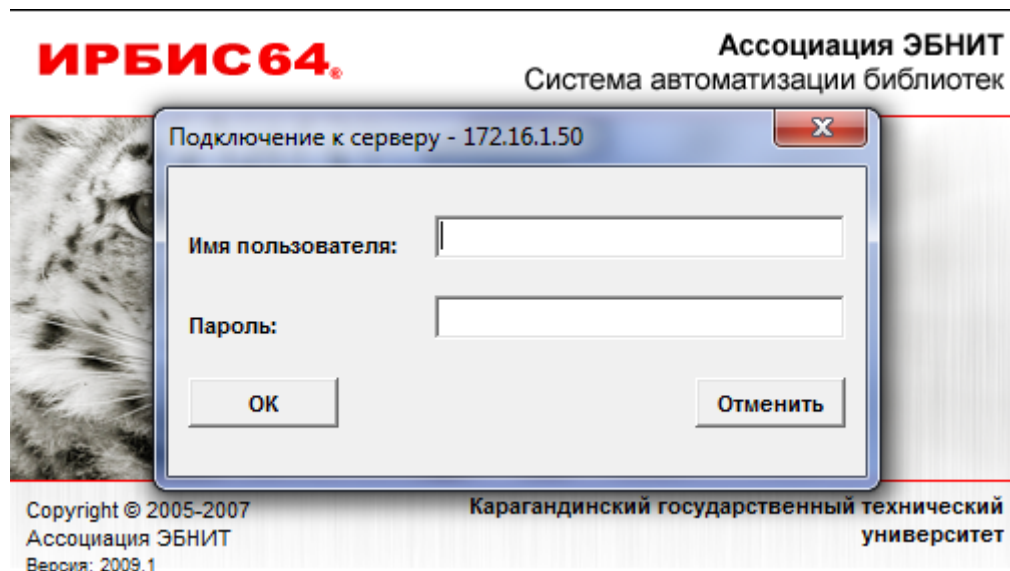 ИРБИС64®
Ассоциация ЭБНИТ
Система автоматизации библиотек
Подключение к серверу - 172.16.1.50
Имя пользователя:
Пароль:
OK
Отменить
Copyright © 2005-2007
Ассоциация ЭБНИТ
Версия: 2009.1
Карагандинский государственный технический
университет